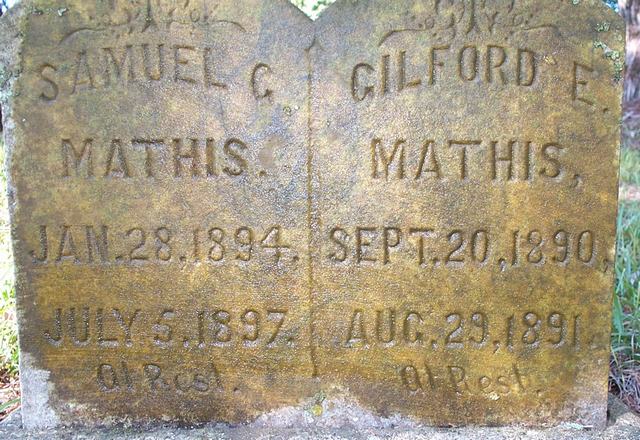 SAMUEL G.
MATHIS.
JAN. 28, 1894.
JULY 5, 1897.
At Rest.
GILFORD E.
MATHIS,
SEPT. 20, 1890,
AUG. 29, 1891.
At Rest.